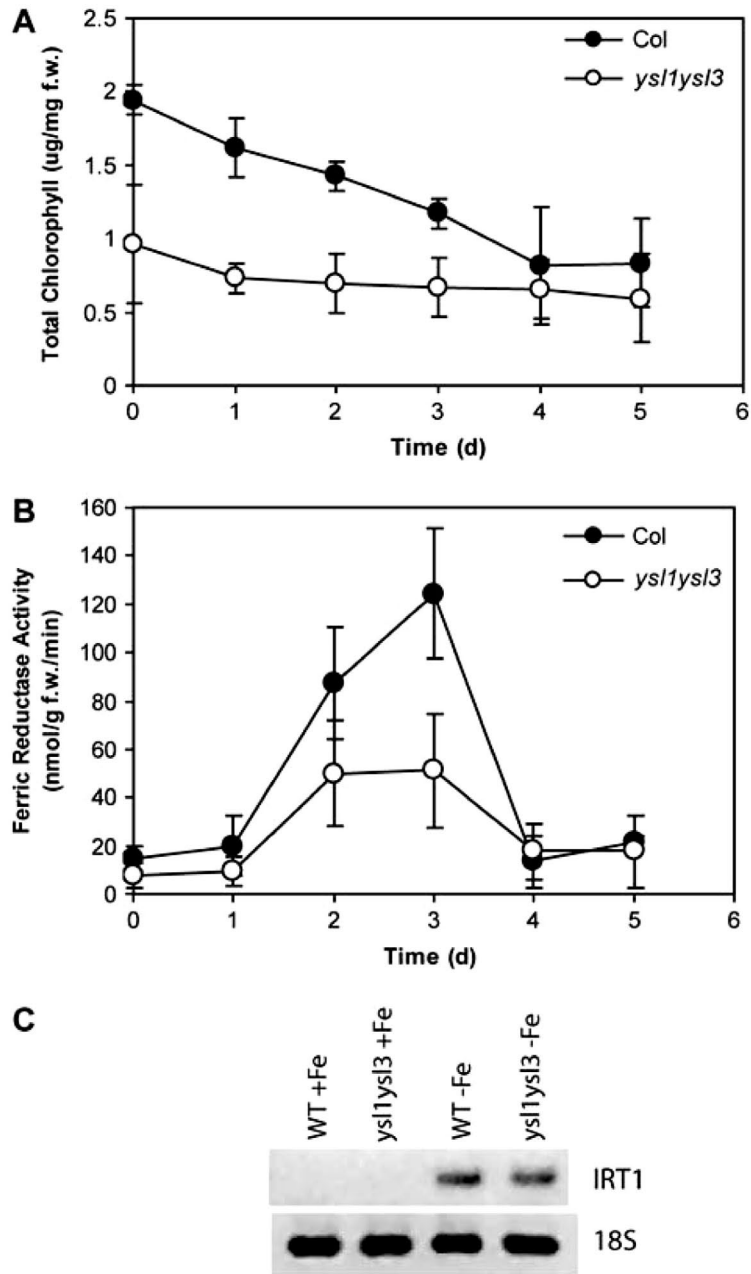 A
2.5
2
1.5
1
0.5
0
Total Chlorophyll (ug/mg f.w.)
Col
ysl1ysl3
0 1 2 3 4 5 6
Time (d)
B
160
140
120
100
80
60
40
20
0
Ferric Reductase Activity
(nmol/g f.w./min)
Col
ysl1ysl3
0 1 2 3 4 5 6
Time (d)
C
WT +Fe
ysl1ysl3 +Fe
WT -Fe
ysl1ysl3 -Fe
IRT1
18S